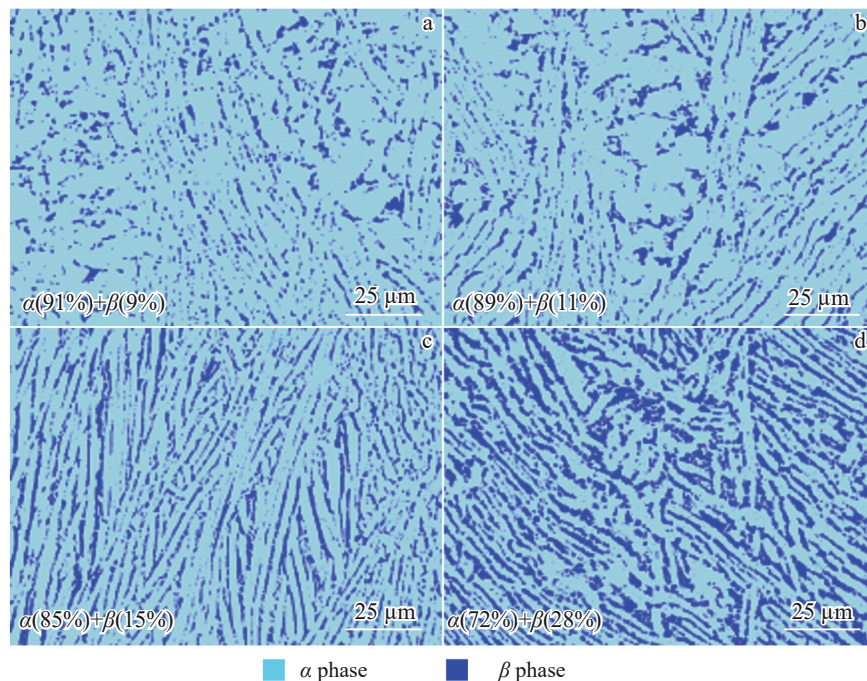 a
α(91%)+β(9%)
25 μm
b
α(89%)+β(11%)
25 μm
c
α(85%)+β(15%)
25 μm
d
α(72%)+β(28%)
25 μm
α phase
β phase